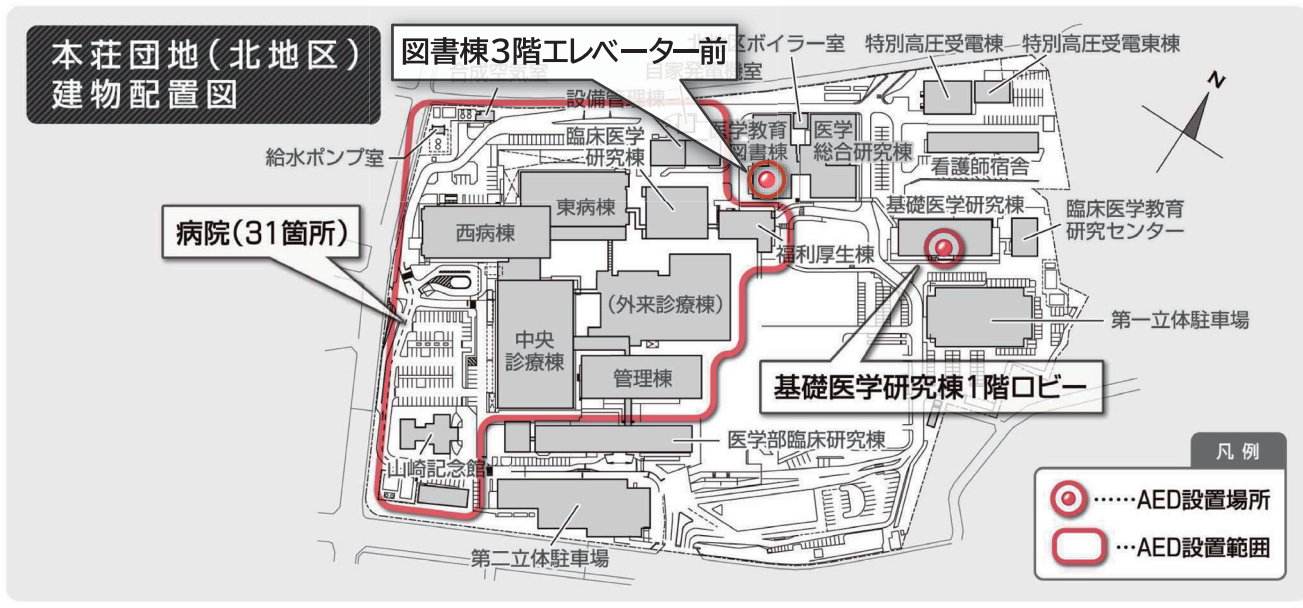 本荘団地(北地区)
建物配置図
図書棟3階エレベーター前
北地区ボイラー室
特別高圧受電棟
特別高圧受電東棟
合成空気室
自家発電機室
設備管理棟
給水ポンプ室
臨床医学
研究棟
医学教育
図書棟
医学
総合研究棟
看護師宿舎
N
病院(31箇所)
東病棟
西病棟
福利厚生棟
基礎医学研究棟
臨床医学教育
研究センター
(外来診療棟)
中央
診療棟
管理棟
第一立体駐車場
基礎医学研究棟1階ロビー
医学部臨床研究棟
山崎記念館
第二立体駐車場
凡例
……AED設置場所
…AED設置範囲